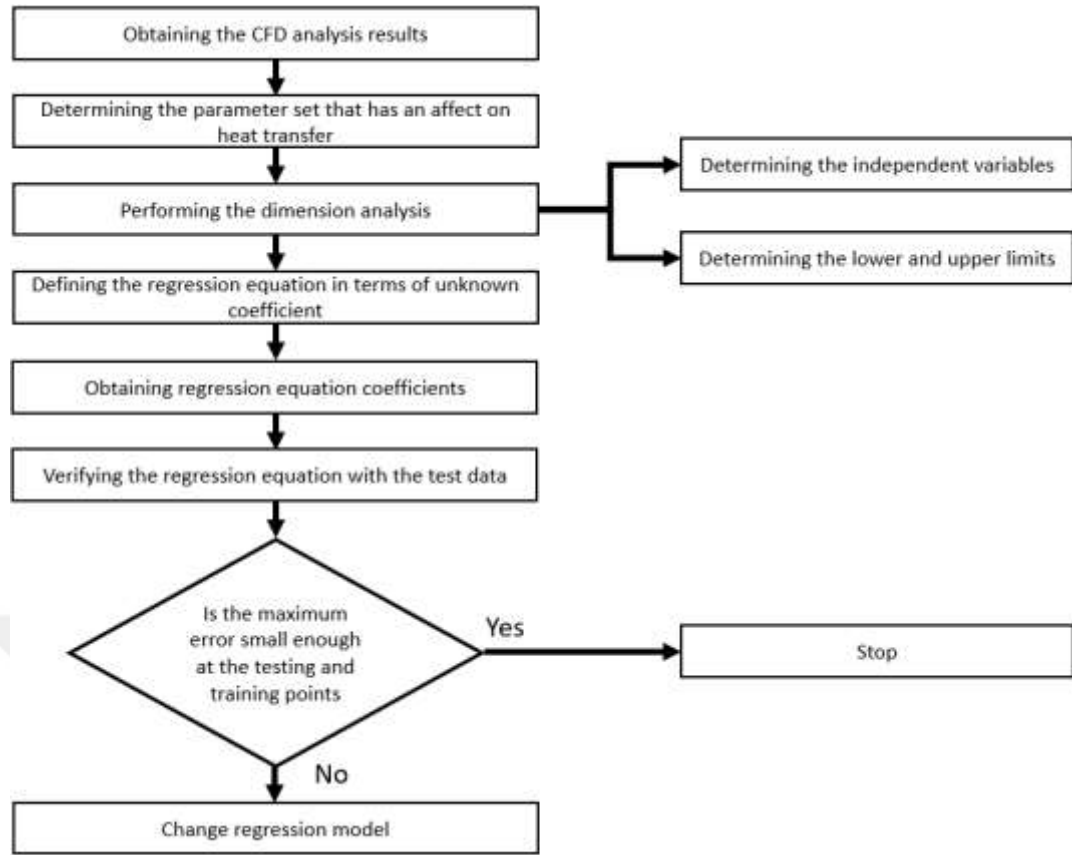 Obtaining the CFD analysis results
Determining the parameter set that has an affect on
heat transfer
Determining the independent variables
Performing the dimension analysis
Determining the lower and upper limits
Defining the regression equation in terms of unknown
coefficient
Obtaining regression equation coefficients
Verifying the regression equation with the test data
Is the maximum
error small enough
at the testing and
training points
Yes
Stop
No
Change regression model